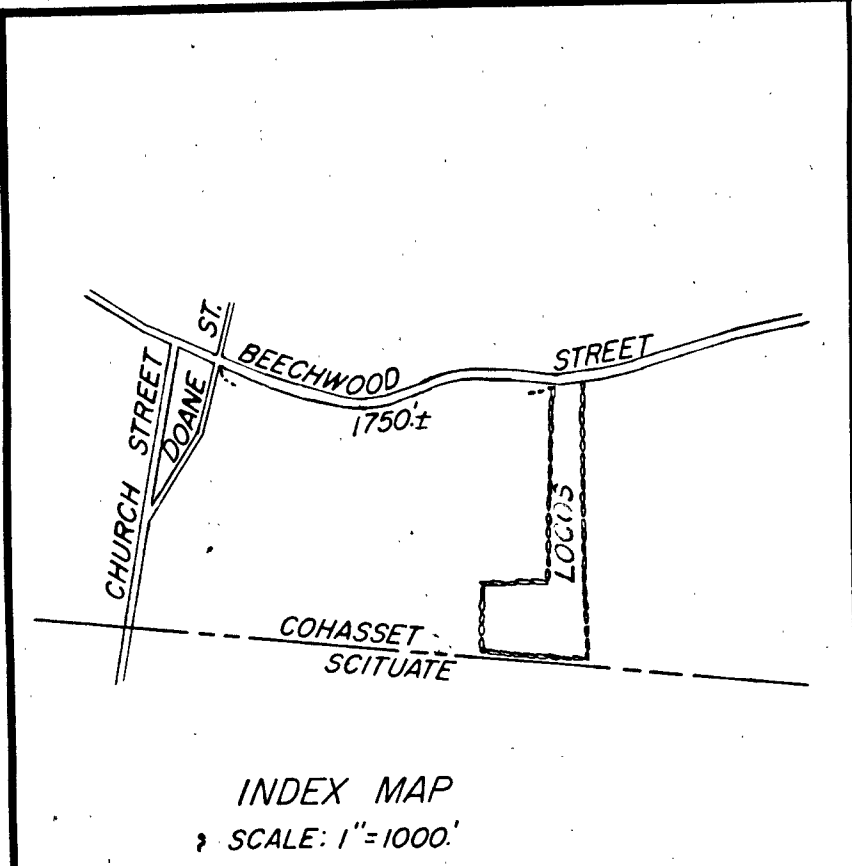 CHURCH STREET
DOANE ST.
BEECHWOOD STREET
1750'±
LOCUS
COHASSET
SCITUATE
INDEX MAP
SCALE: 1"=1000'